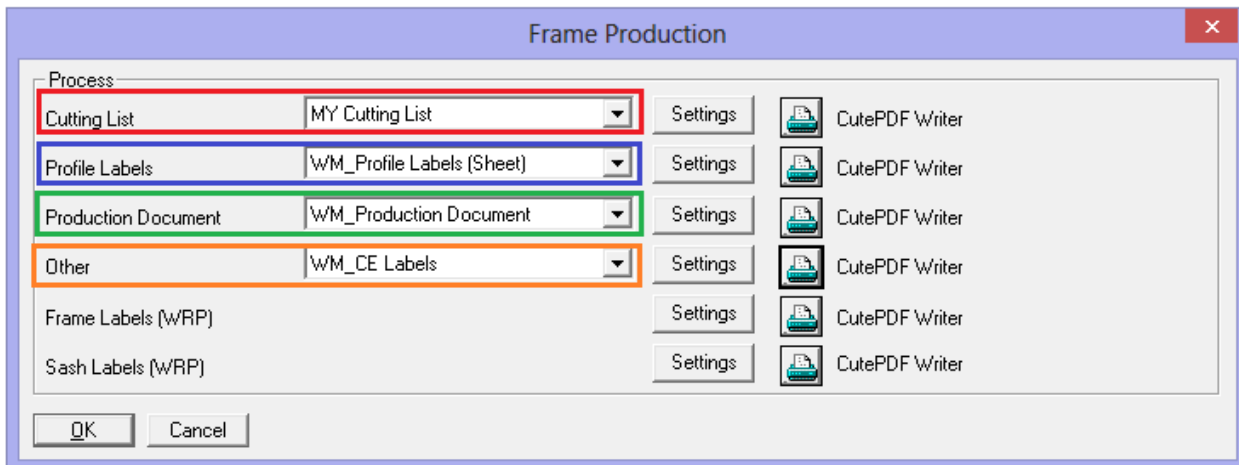 Frame Production
Process
Cutting List MY Cutting List Settings CutePDF Writer
Profile Labels WM_Profile Labels (Sheet) Settings CutePDF Writer
Production Document WM_Production Document Settings CutePDF Writer
Other WM_CE Labels Settings CutePDF Writer
Frame Labels (WRP) Settings CutePDF Writer
Sash Labels (WRP) Settings CutePDF Writer
OK Cancel